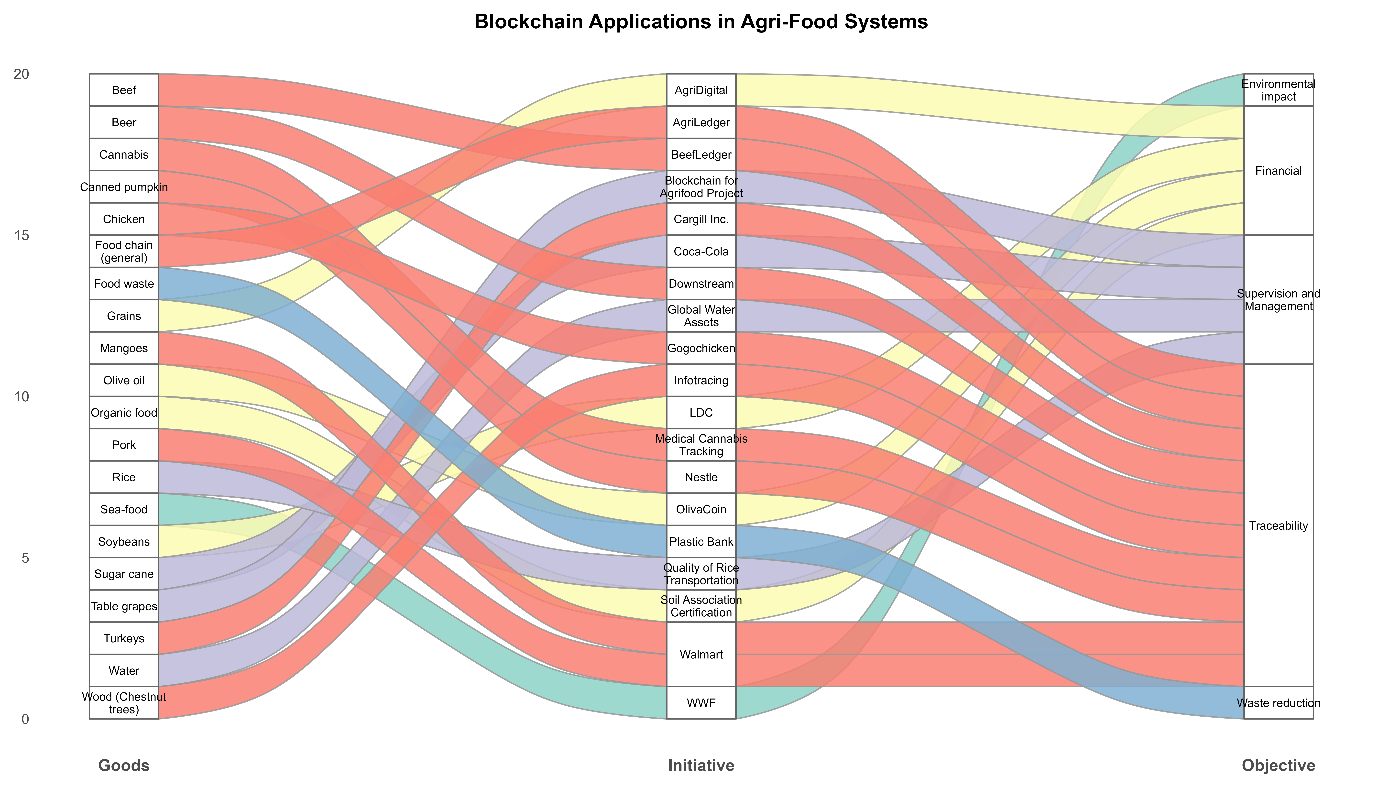 Blockchain Applications in Agri-Food Systems
20
15
10
5
0
Beef
Beer
Cannabis
Canned pumpkin
Chicken
Food chain
(general)
Food waste
Grains
Mangoes
Olive oil
Organic food
Pork
Rice
Sea-food
Soybeans
Sugar cane
Table grapes
Turkeys
Water
Wood (Chestnut
trees)
AgriDigital
AgriLedger
BeefLedger
Blockchain for
Agrifood Project
Cargill Inc.
Coca-Cola
Downstream
Global Water
Assets
Gogochicken
Infotracing
LDC
Medical Cannabis
Tracking
Nestle
OlivaCoin
Plastic Bank
Quality of Rice
Transportation
Soil Association
Certification
Walmart
WWF
Environmental
impact
Financial
Supervision and
Management
Traceability
Waste reduction
Goods
Initiative
Objective